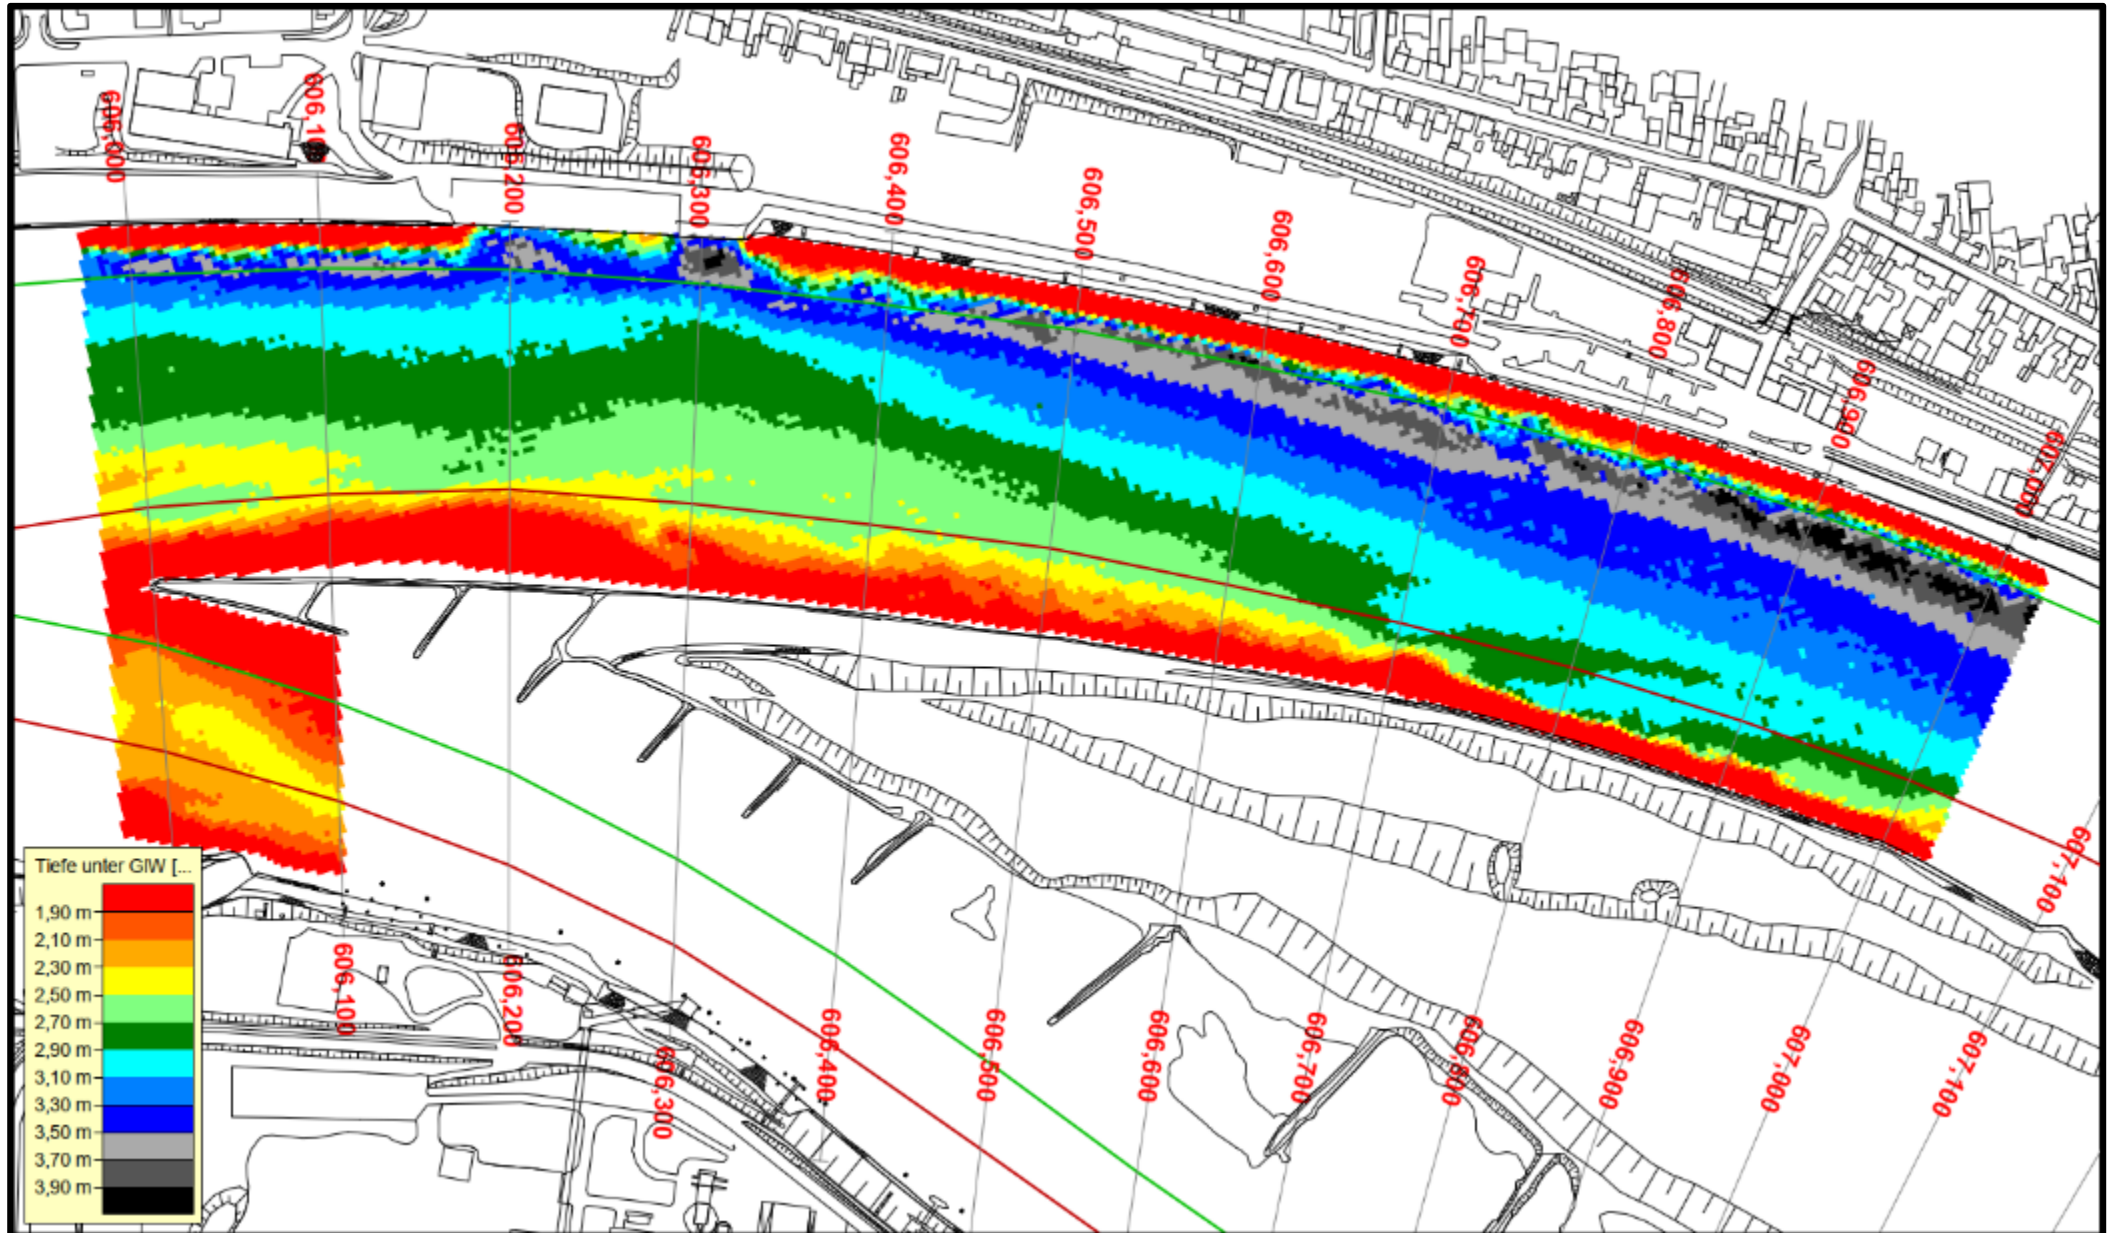 606,000
606,100
606,200
606,300
606,400
606,500
606,600
606,700
606,800
606,900
607,000
607,100
606,100
606,200
606,300
606,400
606,500
606,600
606,700
606,800
606,900
607,000
607,100
Tiefe unter GlW [...
1,90 m
2,10 m
2,30 m
2,50 m
2,70 m
2,90 m
3,10 m
3,30 m
3,50 m
3,70 m
3,90 m